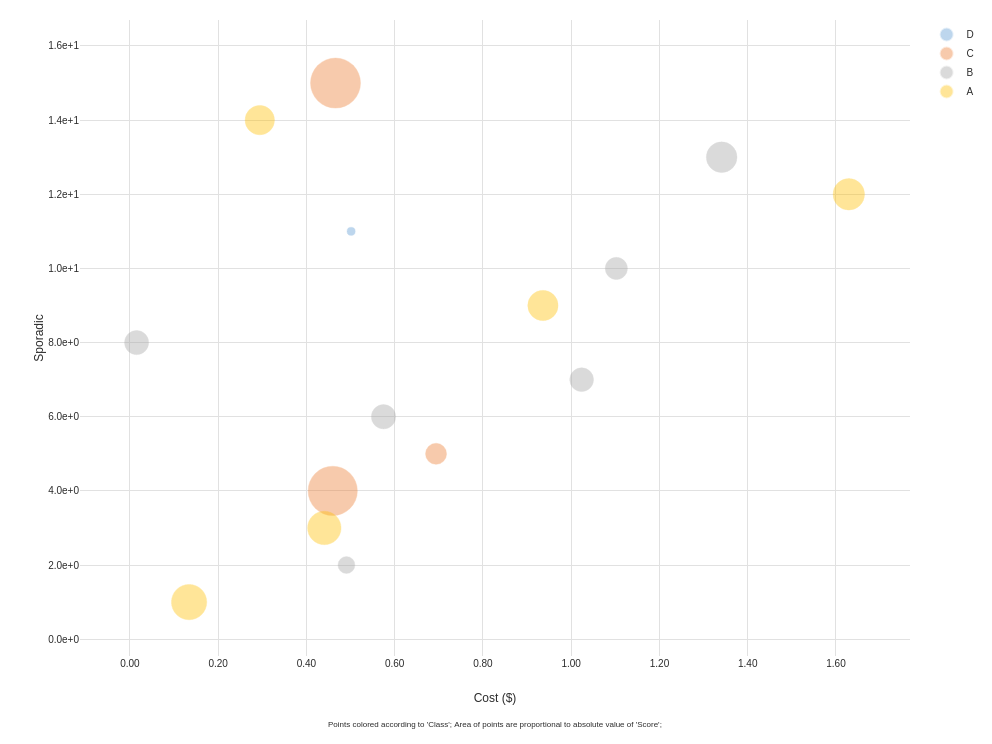 1.6e+1
1.4e+1
1.2e+1
1.0e+1
8.0e+0
6.0e+0
4.0e+0
2.0e+0
0.0e+0
Sporadic
0.00 0.20 0.40 0.60 0.80 1.00 1.20 1.40 1.60
Cost ($)
Points colored according to 'Class'; Area of points are proportional to absolute value of 'Score';
D
C
B
A